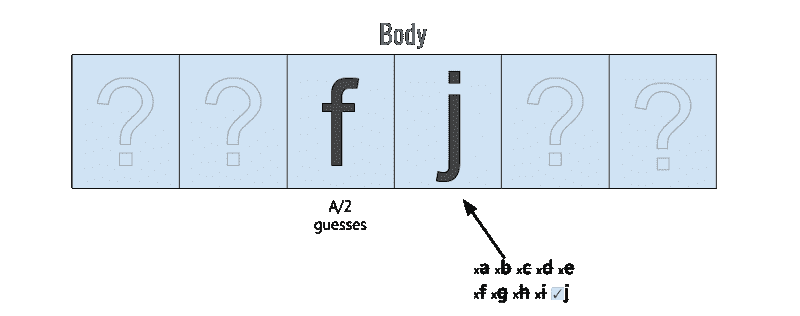 Body
? ? f j ? ?
A/2
guesses
xa xb xc xd xe
xf xg xh xi ✓j